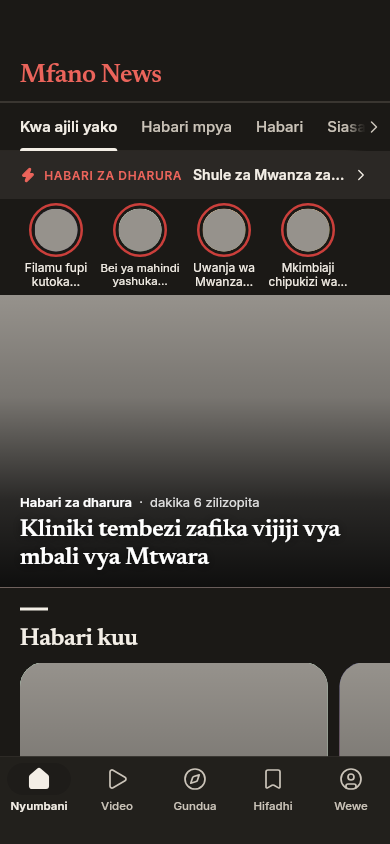 Mfano News
Kwa ajili yako
Habari mpya
Habari
Siasa
HABARI ZA DHARURA
Shule za Mwanza za...
Filamu fupi
kutoka...
Bei ya mahindi
yashuka...
Uwanja wa
Mwanza...
Mkimbiaji
chipukizi wa...
Habari za dharura · dakika 6 zilizopita
Kliniki tembezi zafika vijiji vya
mbali vya Mtwara
Habari kuu
Nyumbani
Video
Gundua
Hifadhi
Wewe